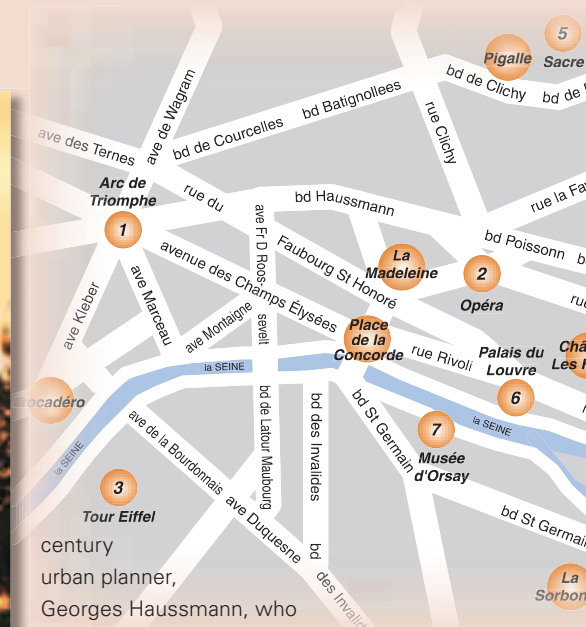 5
Pigalle
Sacre
bd de Clichy
bd de
ave de Wagram
bd Batignollees
bd de Courcelles
rue Clichy
ave des Ternes
Arc de
Triomphe
1
rue du
Faubourg St Honoré
bd Haussmann
rue la
bd Poissonn
ave Fr D Roos-
sevelt
La
Madeleine
2
Opéra
avenue des Champs Élysées
ave Marceau
ave Kleber
ave Montaigne
Place
de la
Concorde
rue Rivoli
Palais du
Louvre
6
la SEINE
la SEINE
la SEINE
ocadéro
bd de Latour Maubourg
bd des Invalides
bd St Germain
7
Musée
d'Orsay
ave de la Bourdonnais
3
Tour Eiffel
ave Duquesne
bd
des Invalid
bd St Germain
La
Sorbon
century
urban planner,
Georges Haussmann, who